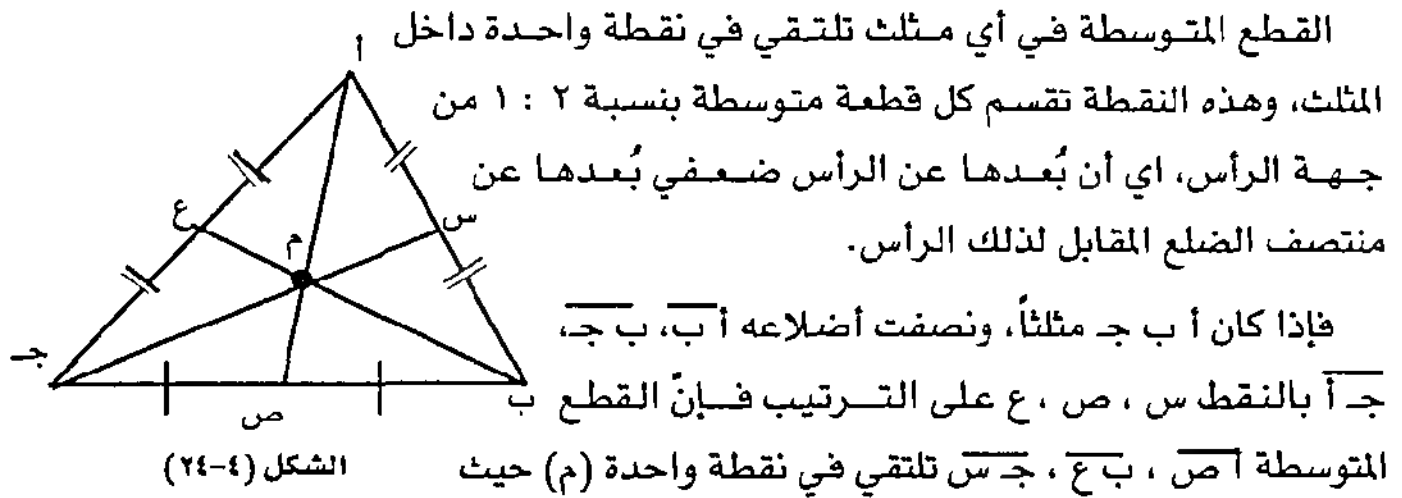 القطع المتوسطة في أي مثلث تلتقي في نقطة واحدة داخل
المثلث، وهذه النقطة تقسم كل قطعة متوسطة بنسبة ٢ : ١ من
جهة الرأس، اي أن بُعدها عن الرأس ضعفي بُعدها عن
منتصف الضلع المقابل لذلك الرأس.
فإذا كان أ ب جـ مثلثاً، ونصفت أضلاعه أ ب، ب جـ،
جـ أ بالنقط س ، ص ، ع على الترتيب فإنّ القطع
المتوسطة أ ص ، ب ع ، جـ س تلتقي في نقطة واحدة (م) حيث
أ
ع
س
م
جـ
ب
ص
الشكل (٤-٢٤)